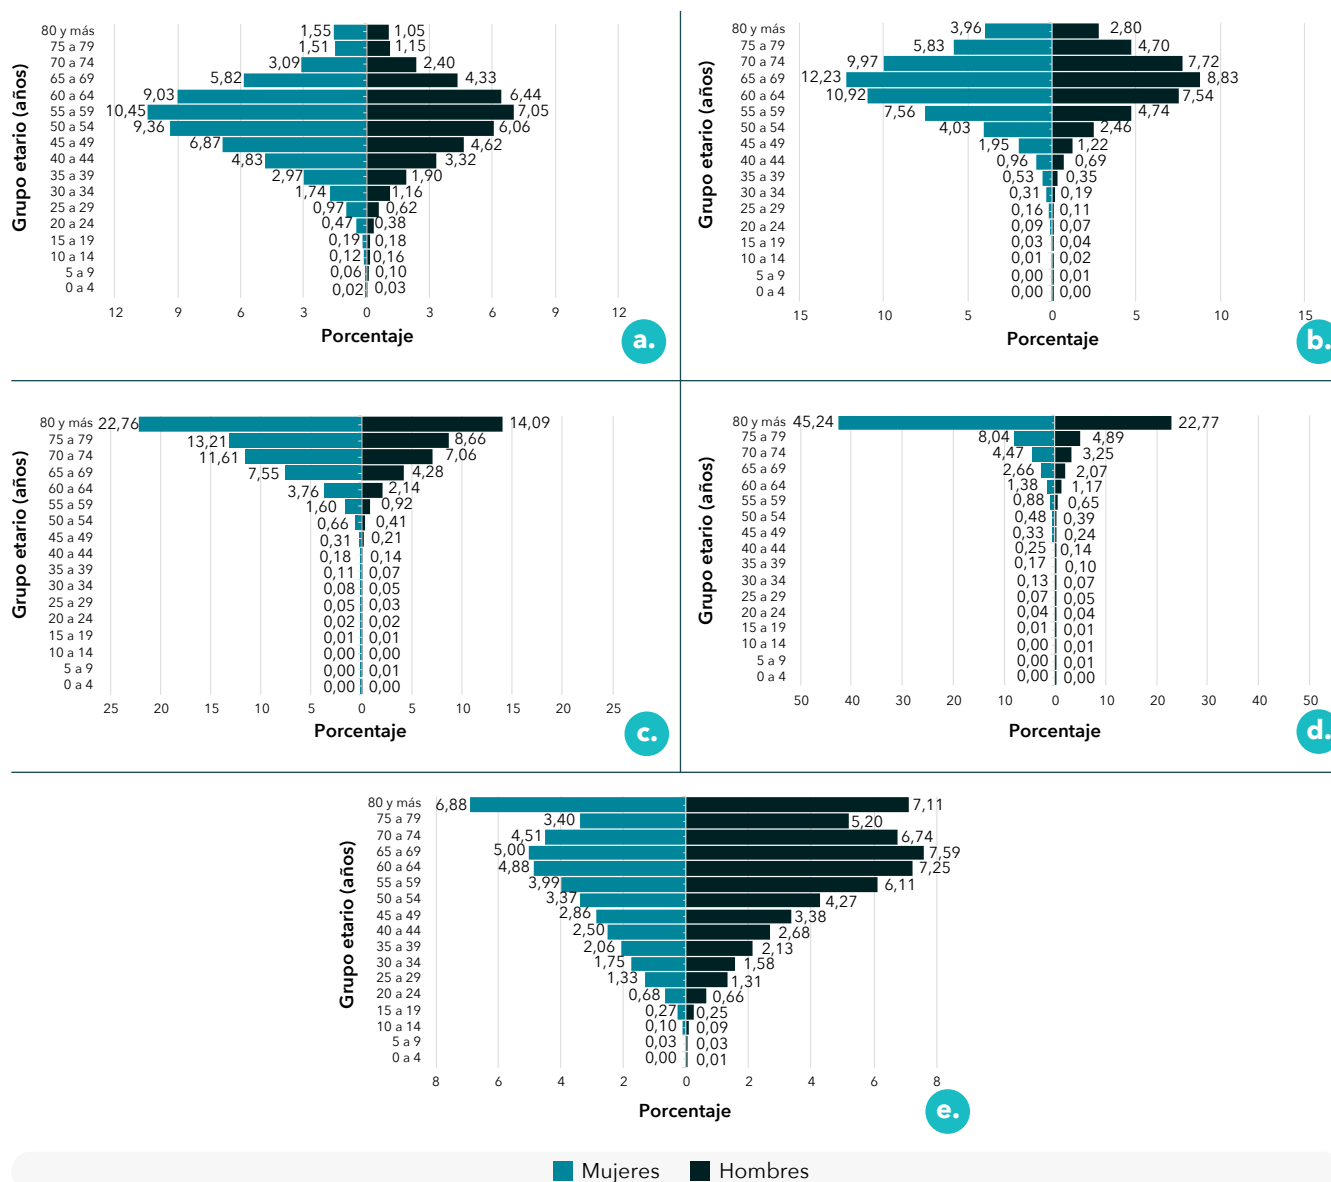 Grupo etario (años)
80 y más 1,55 1,05
75 a 79 1,51 1,15
70 a 74 3,09 2,40
65 a 69 5,82 4,33
60 a 64 9,03 6,44
55 a 59 10,45 7,05
50 a 54 9,36 6,06
45 a 49 6,87 4,62
40 a 44 4,83 3,32
35 a 39 2,97 1,90
30 a 34 1,74 1,16
25 a 29 0,97 0,62
20 a 24 0,47 0,38
15 a 19 0,19 0,18
10 a 14 0,12 0,16
5 a 9 0,06 0,10
0 a 4 0,02 0,03
12 9 6 3 0 3 6 9 12
Porcentaje
a.
Grupo etario (años)
80 y más 3,96 2,80
75 a 79 5,83 4,70
70 a 74 9,97 7,72
65 a 69 12,23 8,83
60 a 64 10,92 7,54
55 a 59 7,56 4,74
50 a 54 4,03 2,46
45 a 49 1,95 1,22
40 a 44 0,96 0,69
35 a 39 0,53 0,35
30 a 34 0,31 0,19
25 a 29 0,16 0,11
20 a 24 0,09 0,07
15 a 19 0,03 0,04
10 a 14 0,01 0,02
5 a 9 0,00 0,01
0 a 4 0,00 0,00
15 10 5 0 5 10 15
Porcentaje
b.
Grupo etario (años)
80 y más 22,76 14,09
75 a 79 13,21 8,66
70 a 74 11,61 7,06
65 a 69 7,55 4,28
60 a 64 3,76 2,14
55 a 59 1,60 0,92
50 a 54 0,66 0,41
45 a 49 0,31 0,21
40 a 44 0,18 0,14
35 a 39 0,11 0,07
30 a 34 0,08 0,05
25 a 29 0,05 0,03
20 a 24 0,02 0,02
15 a 19 0,01 0,01
10 a 14 0,00 0,00
5 a 9 0,00 0,01
0 a 4 0,00 0,00
25 20 10 5 0 5 10 15 20 25
Porcentaje
c.
Grupo etario (años)
80 y más 45,24 22,77
75 a 79 8,04 4,89
70 a 74 4,47 3,25
65 a 69 2,66 2,07
60 a 64 1,38 1,17
55 a 59 0,88 0,65
50 a 54 0,48 0,39
45 a 49 0,33 0,24
40 a 44 0,25 0,14
35 a 39 0,17 0,10
30 a 34 0,13 0,07
25 a 29 0,07 0,05
20 a 24 0,04 0,04
15 a 19 0,01 0,01
10 a 14 0,00 0,01
5 a 9 0,00 0,01
0 a 4 0,00 0,00
50 40 30 20 10 0 10 20 30 40 50
Porcentaje
d.
Grupo etario (años)
80 y más 6,88 7,11
75 a 79 3,40 5,20
70 a 74 4,51 6,74
65 a 69 5,00 7,59
60 a 64 4,88 7,25
55 a 59 3,99 6,11
50 a 54 3,37 4,27
45 a 49 2,86 3,38
40 a 44 2,50 2,68
35 a 39 2,06 2,13
30 a 34 1,75 1,58
25 a 29 1,33 1,31
20 a 24 0,68 0,66
15 a 19 0,27 0,25
10 a 14 0,10 0,09
5 a 9 0,03 0,03
0 a 4 0,00 0,01
8 6 4 2 0 2 4 6 8
Porcentaje
e.
Mujeres Hombres